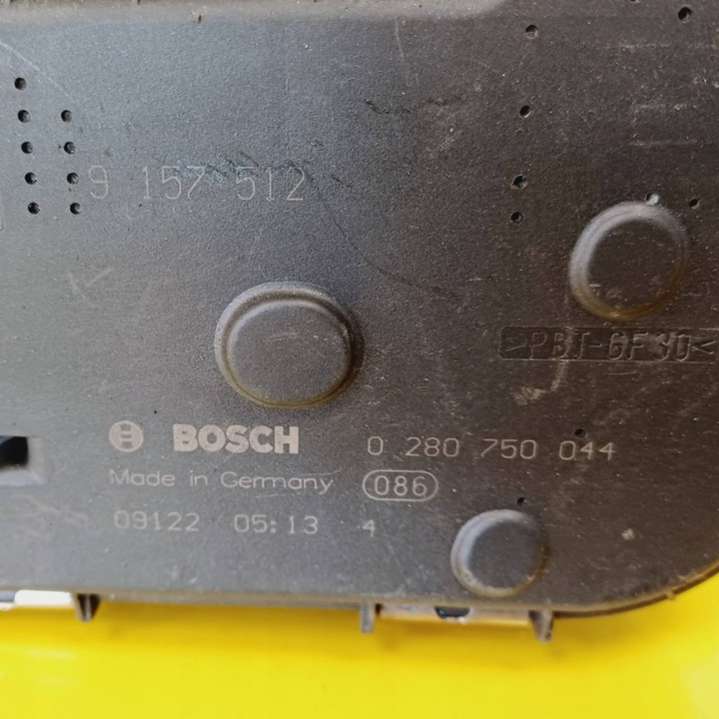 9 157 512
>PBT-GF30<
BOSCH 0 280 750 044
Made in Germany 086
09122 05:13 4